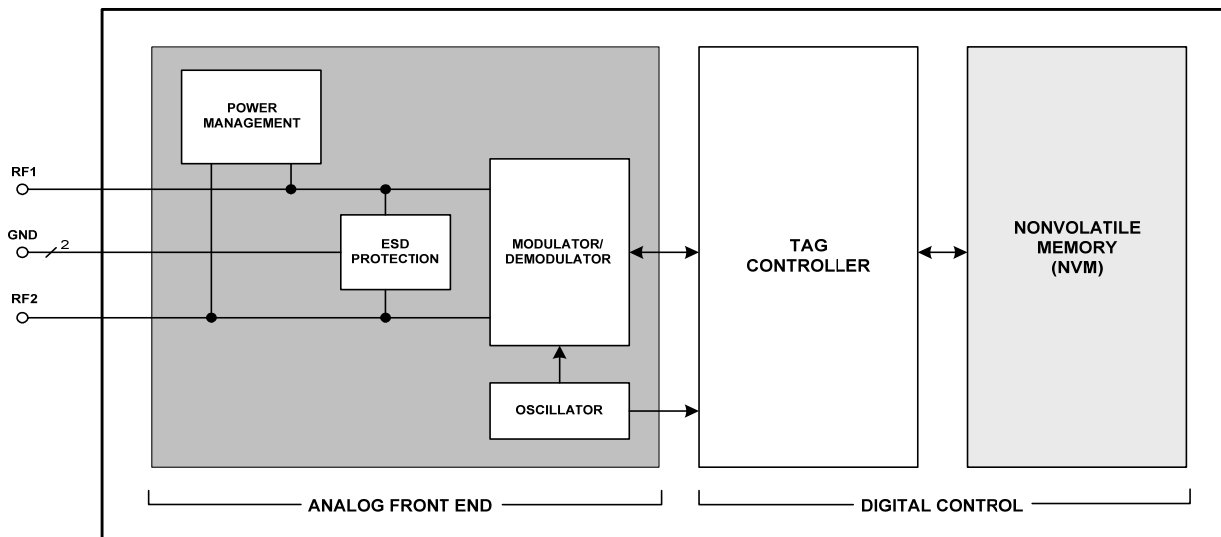 POWER
MANAGEMENT
RF1
GND
2
RF2
ESD
PROTECTION
MODULATOR/
DEMODULATOR
OSCILLATOR
TAG
CONTROLLER
NONVOLATILE
MEMORY
(NVM)
ANALOG FRONT END
DIGITAL CONTROL